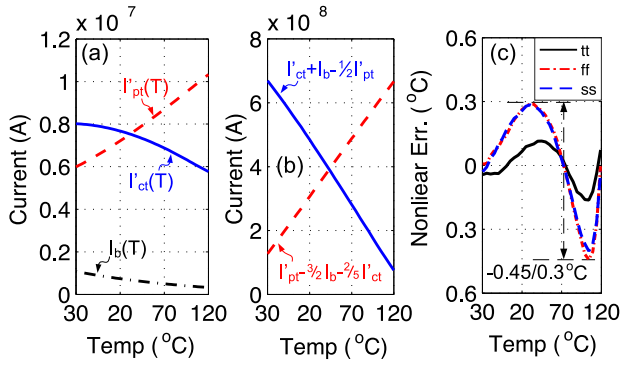 x 10^7
(a)
1.2
1
0.8
0.6
0.4
0.2
0
Current (A)
I'pt(T)
I'ct(T)
Ib(T)
30 20 70 120
Temp (°C)
x 10^8
8
6
4
2
0
Current (A)
(b)
I'ct+Ib-½I'pt
I'pt-3/2Ib-2/5I'ct
30 20 70 120
Temp (°C)
(c)
tt
ff
ss
0.6
0.3
0
0.3
0.6
Nonliear Err. (°C)
-0.45/0.3°C
30 20 70 120
Temp (°C)